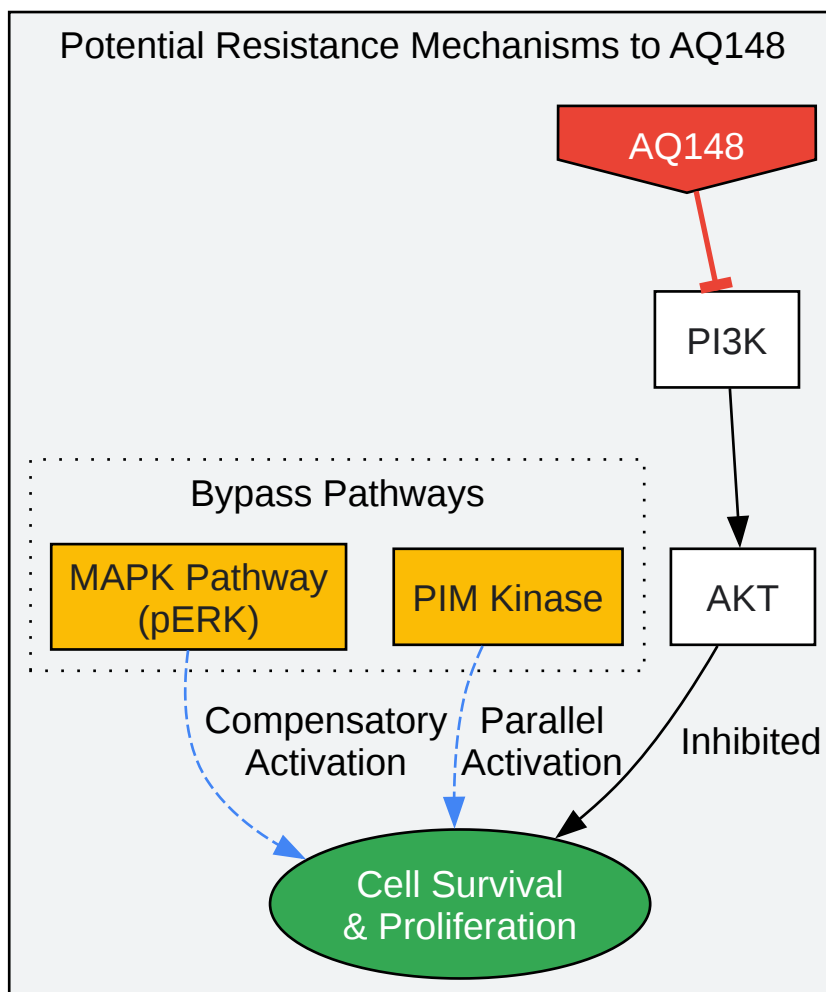 Potential Resistance Mechanisms to AQ148
AQ148
PI3K
Bypass Pathways
MAPK Pathway
(pERK)
PIM Kinase
AKT
Compensatory
Activation
Parallel
Activation
Inhibited
Cell Survival
& Proliferation